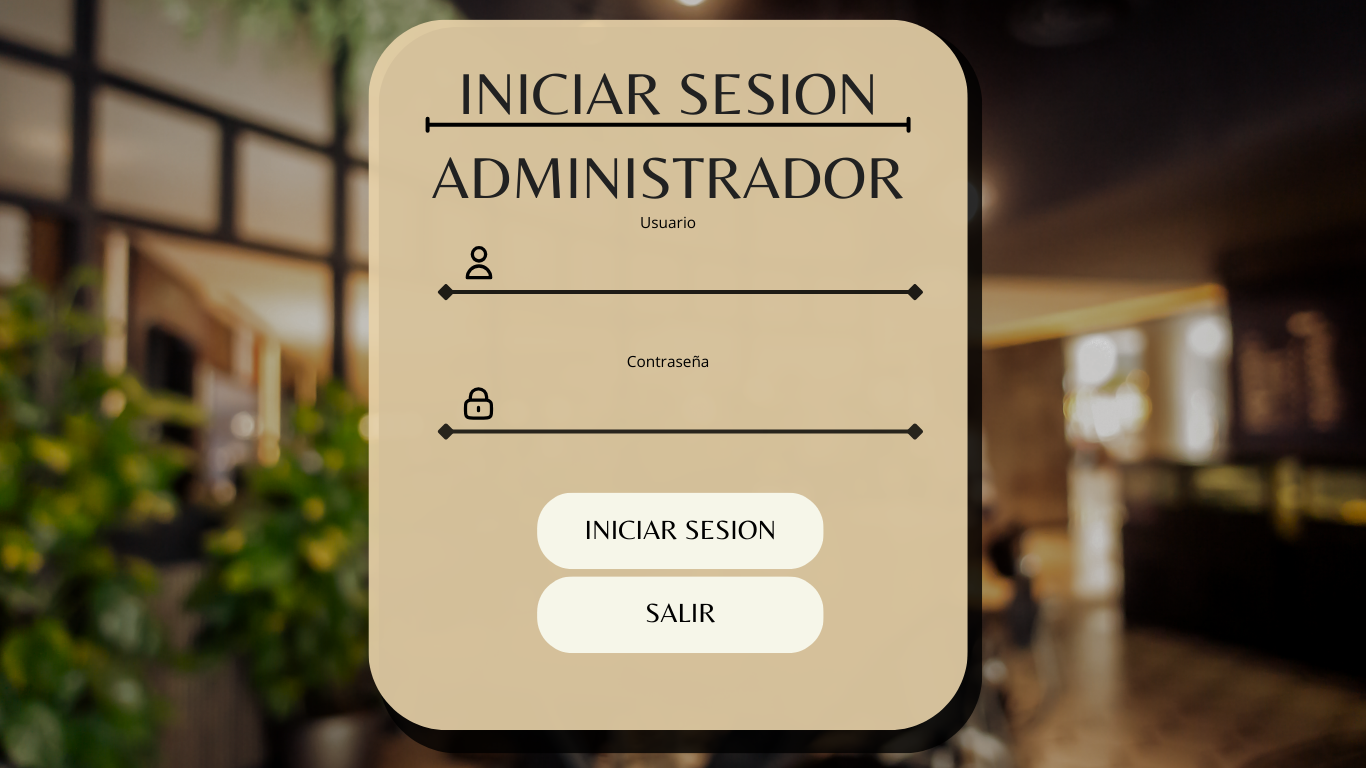 INICIAR SESION
ADMINISTRADOR
Usuario
Contraseña
INICIAR SESION
SALIR